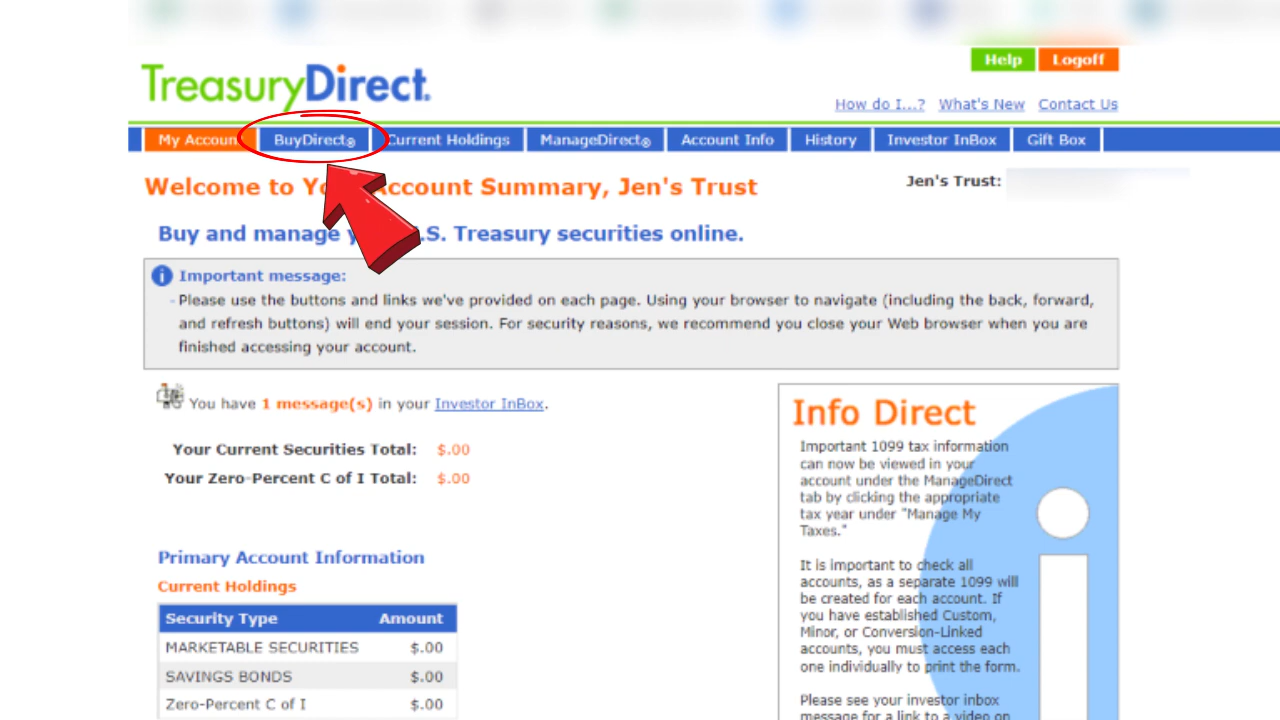 Help Logoff
TreasuryDirect.
How do I...? What's New Contact Us
My Accoun BuyDirect® Current Holdings ManageDirect® Account Info History Investor InBox Gift Box
Welcome to Y Account Summary, Jen's Trust
Jen's Trust:
Buy and manage .S. Treasury securities online.
Important message:
- Please use the buttons and links we've provided on each page. Using your browser to navigate (including the back, forward,
and refresh buttons) will end your session. For security reasons, we recommend you close your Web browser when you are
finished accessing your account.
You have 1 message(s) in your Investor InBox.
Your Current Securities Total: $.00
Your Zero-Percent C of I Total: $.00
Primary Account Information
Current Holdings
Security Type Amount
MARKETABLE SECURITIES $.00
SAVINGS BONDS $.00
Zero-Percent C of I $.00
Info Direct
Important 1099 tax information
can now be viewed in your
account under the ManageDirect
tab by clicking the appropriate
tax year under "Manage My
Taxes."
It is important to check all
accounts, as a separate 1099 will
be created for each account. If
you have established Custom,
Minor, or Conversion-Linked
accounts, you must access each
one individually to print the form.
Please see your investor inbox
message for a link to a video on